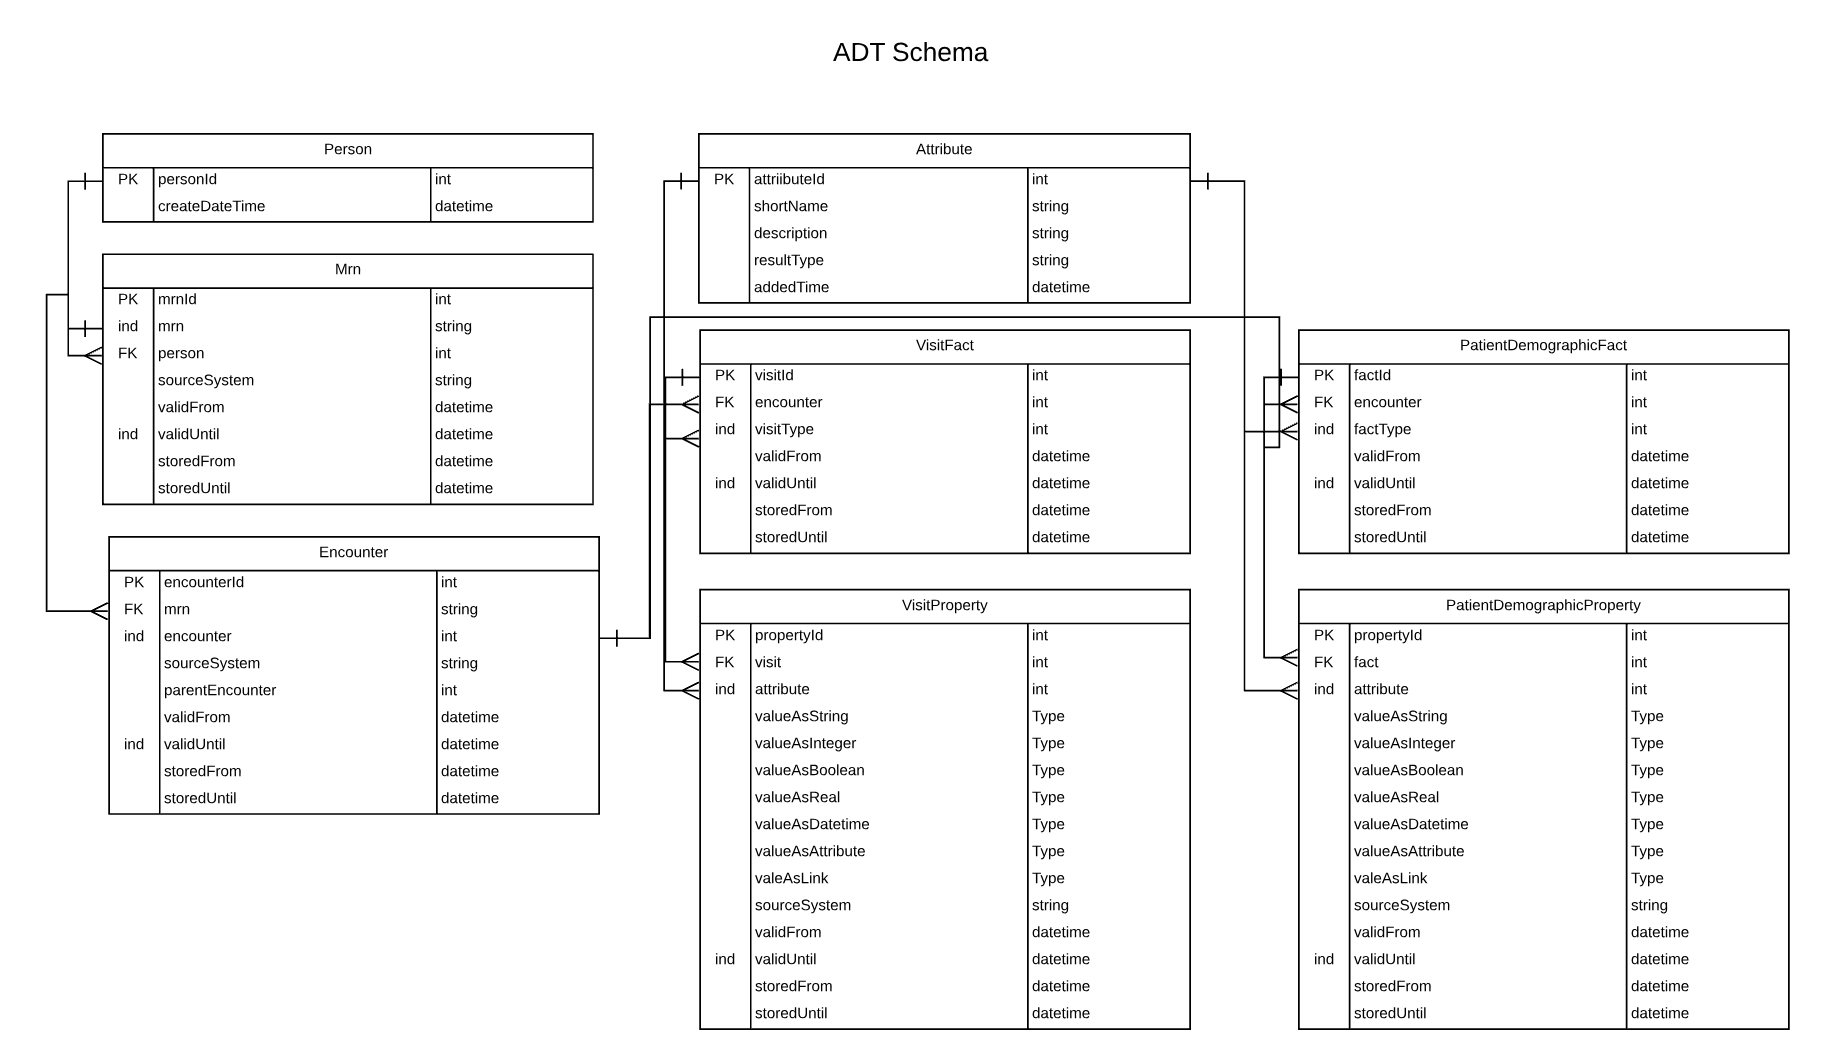 ADT Schema
Person
PK personId int
createDateTime datetime
Mrn
PK mrnId int
ind mrn string
FK person int
sourceSystem string
validFrom datetime
ind validUntil datetime
storedFrom datetime
storedUntil datetime
Encounter
PK encounterId int
FK mrn string
ind encounter int
sourceSystem string
parentEncounter int
validFrom datetime
ind validUntil datetime
storedFrom datetime
storedUntil datetime
Attribute
PK attriibuteId int
shortName string
description string
resultType string
addedTime datetime
VisitFact
PK visitId int
FK encounter int
ind visitType int
validFrom datetime
ind validUntil datetime
storedFrom datetime
storedUntil datetime
VisitProperty
PK propertyId int
FK visit int
ind attribute int
valueAsString Type
valueAsInteger Type
valueAsBoolean Type
valueAsReal Type
valueAsDatetime Type
valueAsAttribute Type
valeAsLink Type
sourceSystem string
validFrom datetime
ind validUntil datetime
storedFrom datetime
storedUntil datetime
PatientDemographicFact
PK factId int
FK encounter int
ind factType int
validFrom datetime
ind validUntil datetime
storedFrom datetime
storedUntil datetime
PatientDemographicProperty
PK propertyId int
FK fact int
ind attribute int
valueAsString Type
valueAsInteger Type
valueAsBoolean Type
valueAsReal Type
valueAsDatetime Type
valueAsAttribute Type
valeAsLink Type
sourceSystem string
validFrom datetime
ind validUntil datetime
storedFrom datetime
storedUntil datetime